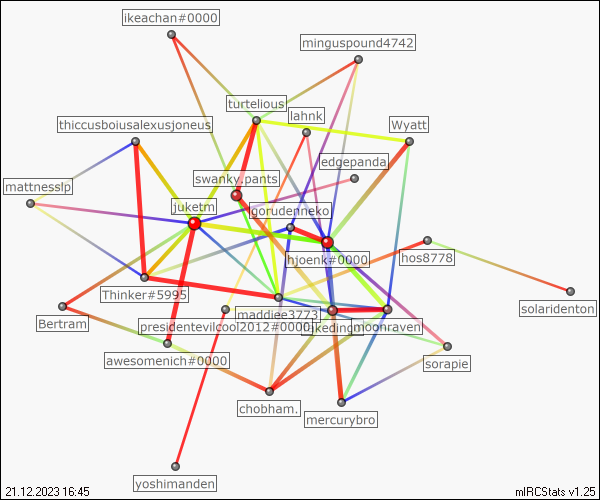 ikeachan#0000
minguspound4742
turtelious
lahnk
thiccusboiusalexusjoneus
Wyatt
edgepanda
swanky.pants
mattnesslp
juketm
gorudenneko
hjoenk#0000
hos8778
Thinker#5995
solaridenton
maddiee3773
Bertram
presidentevilcool2012#0000
moonraven
awesomenich#0000
sorapie
chobham.
mercurybro
yoshimanden
21.12.2023 16:45
mIRCStats v1.25